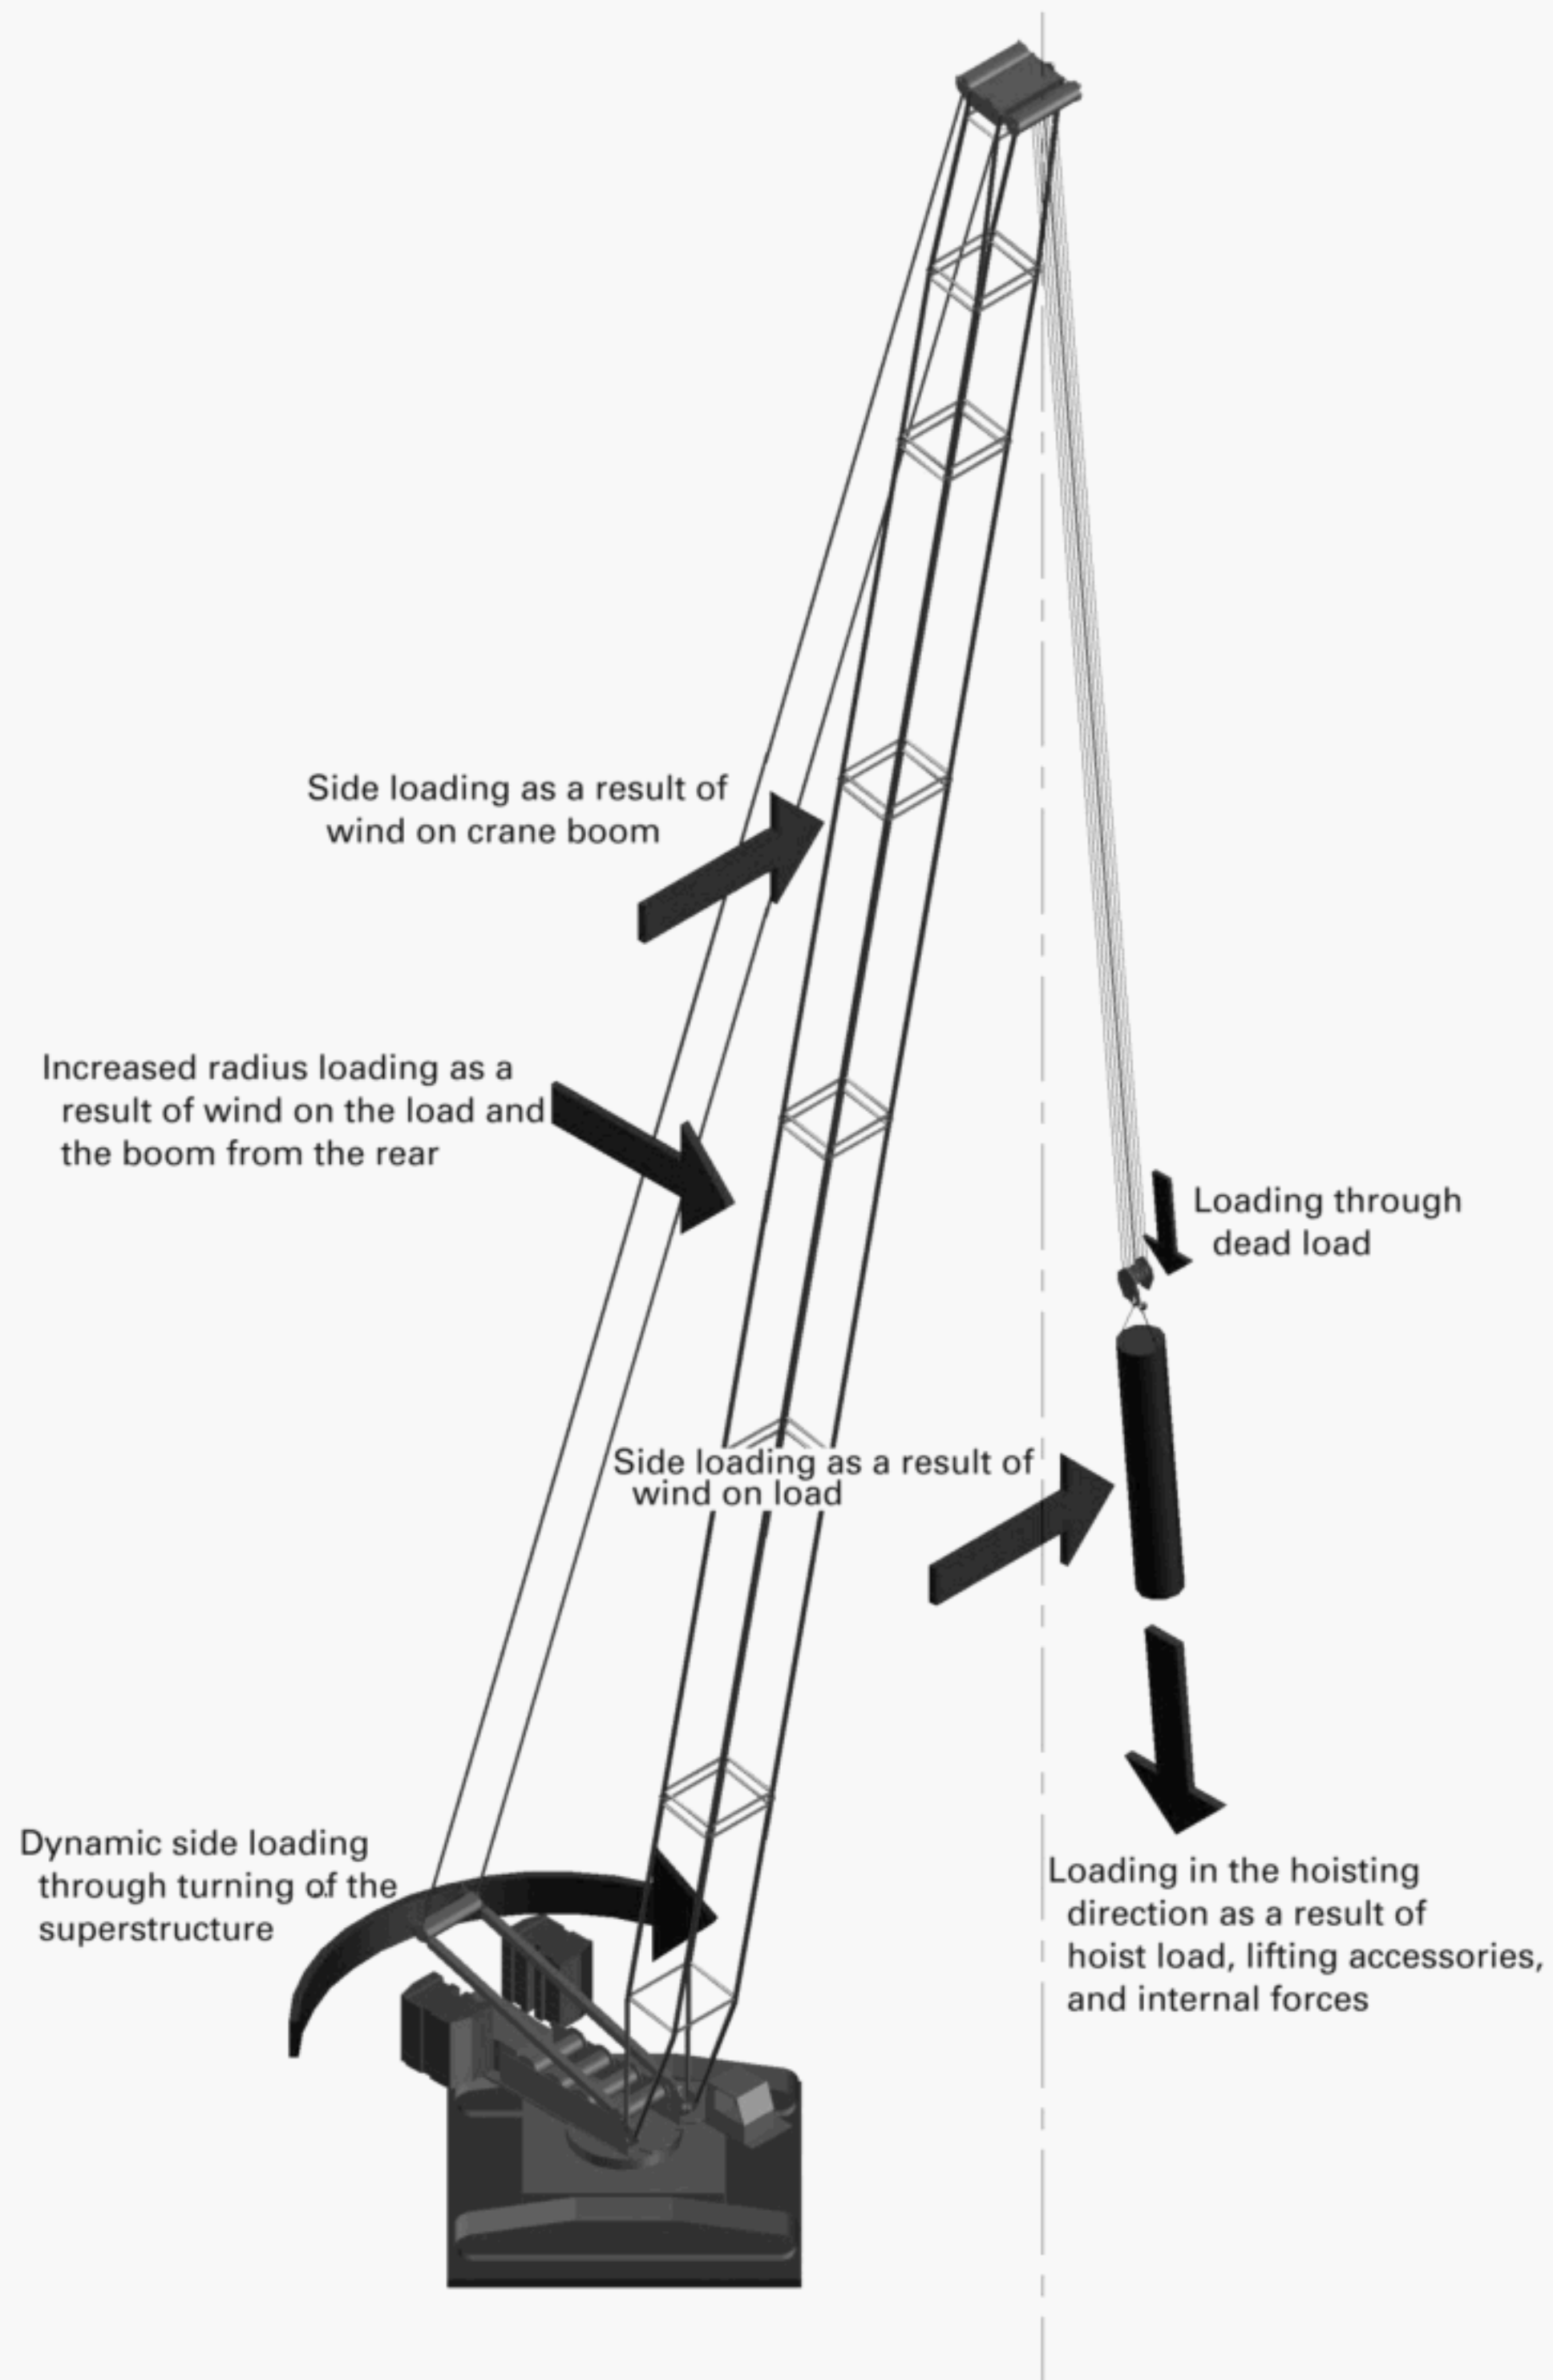 Side loading as a result of
wind on crane boom
Increased radius loading as a
result of wind on the load and
the boom from the rear
Loading through
dead load
Side loading as a result of
wind on load
Dynamic side loading
through turning of the
superstructure
Loading in the hoisting
direction as a result of
hoist load, lifting accessories,
and internal forces